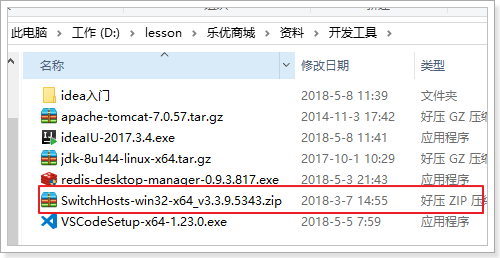 此电脑 › 工作 (D:) › lesson › 乐优商城 › 资料 › 开发工具 ›
名称 修改日期 类型
idea入门 2018-5-8 11:39 文件夹
apache-tomcat-7.0.57.tar.gz 2014-11-3 17:42 好压 GZ 压缩
ideaIU-2017.3.4.exe 2018-5-8 11:34 应用程序
jdk-8u144-linux-x64.tar.gz 2017-10-1 10:29 好压 GZ 压缩
redis-desktop-manager-0.9.3.817.exe 2018-5-3 21:43 应用程序
SwitchHosts-win32-x64_v3.3.9.5343.zip 2018-3-7 14:55 好压 ZIP 压
VSCodeSetup-x64-1.23.0.exe 2018-5-5 7:59 应用程序